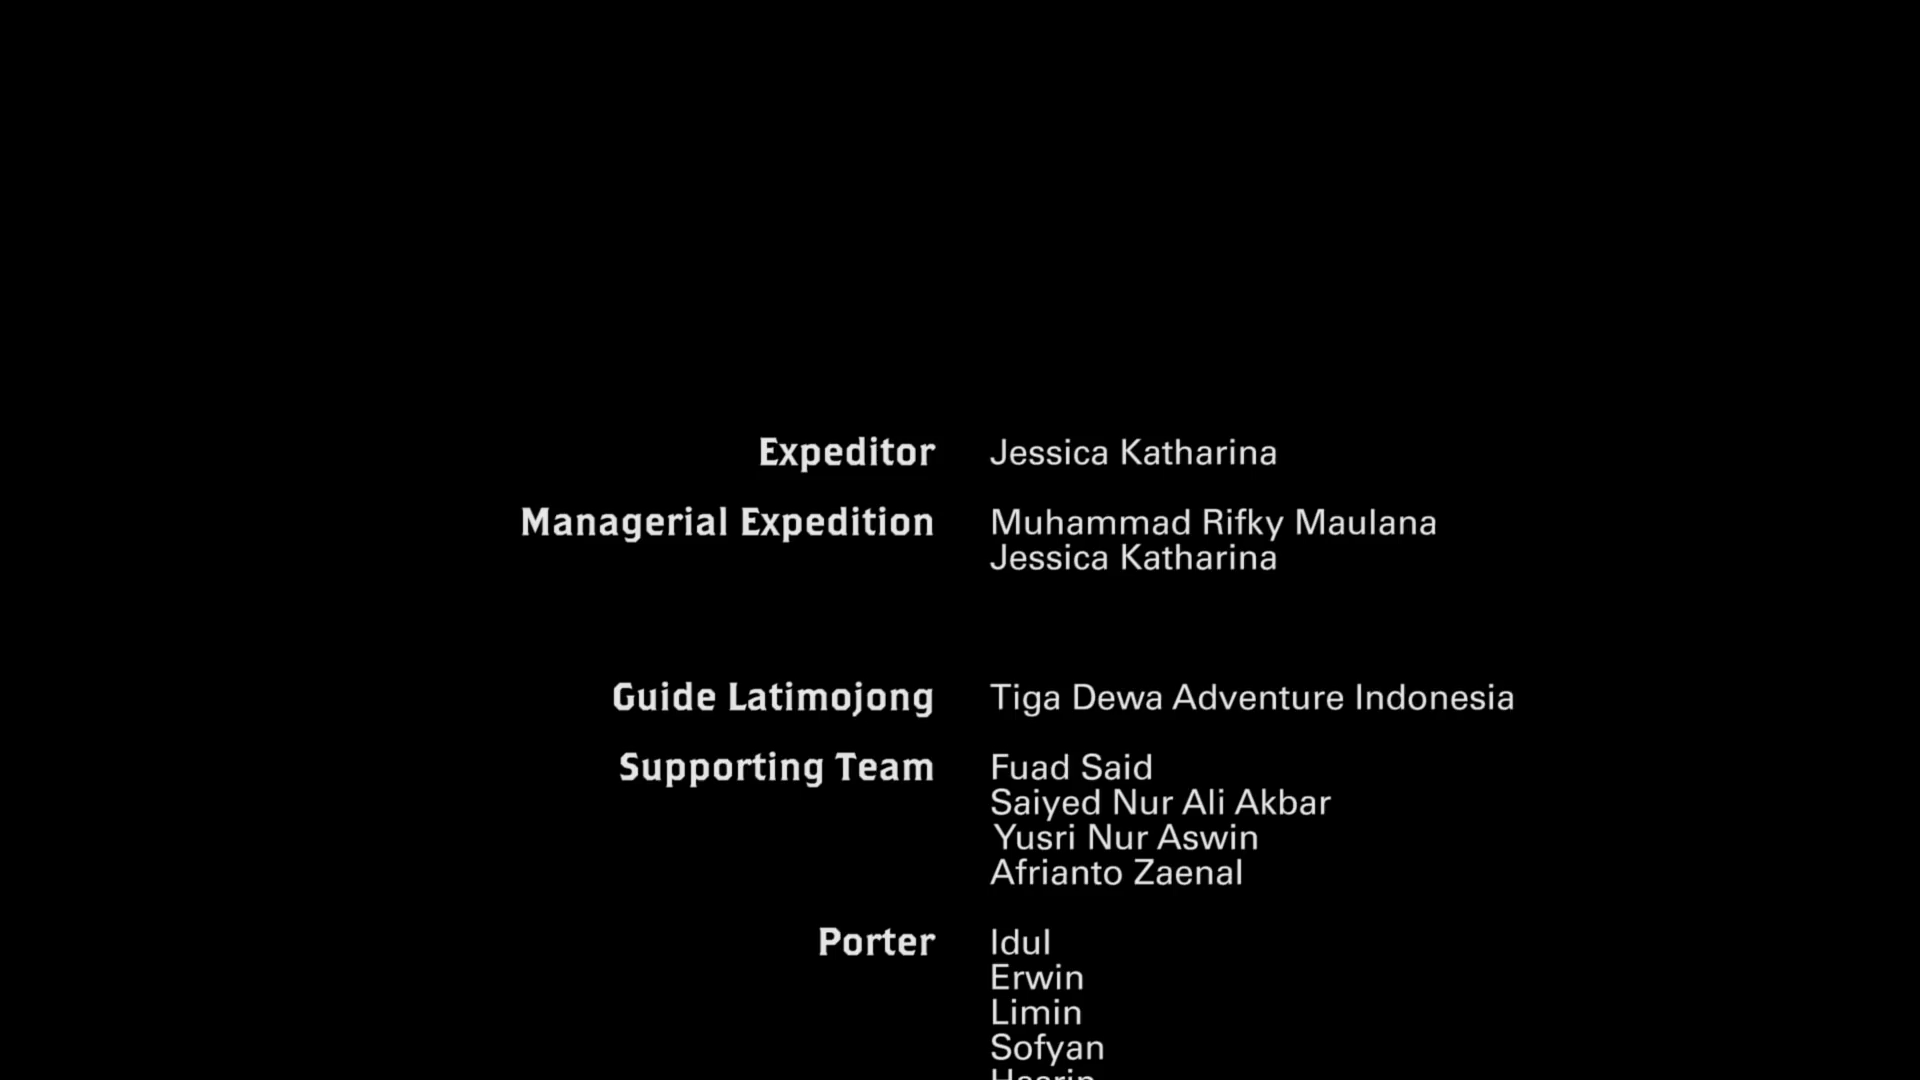 Expeditor Jessica Katharina
Managerial Expedition Muhammad Rifky Maulana
Jessica Katharina
Guide Latimojong Tiga Dewa Adventure Indonesia
Supporting Team Fuad Said
Saiyed Nur Ali Akbar
Yusri Nur Aswin
Afrianto Zaenal
Porter Idul
Erwin
Limin
Sofyan